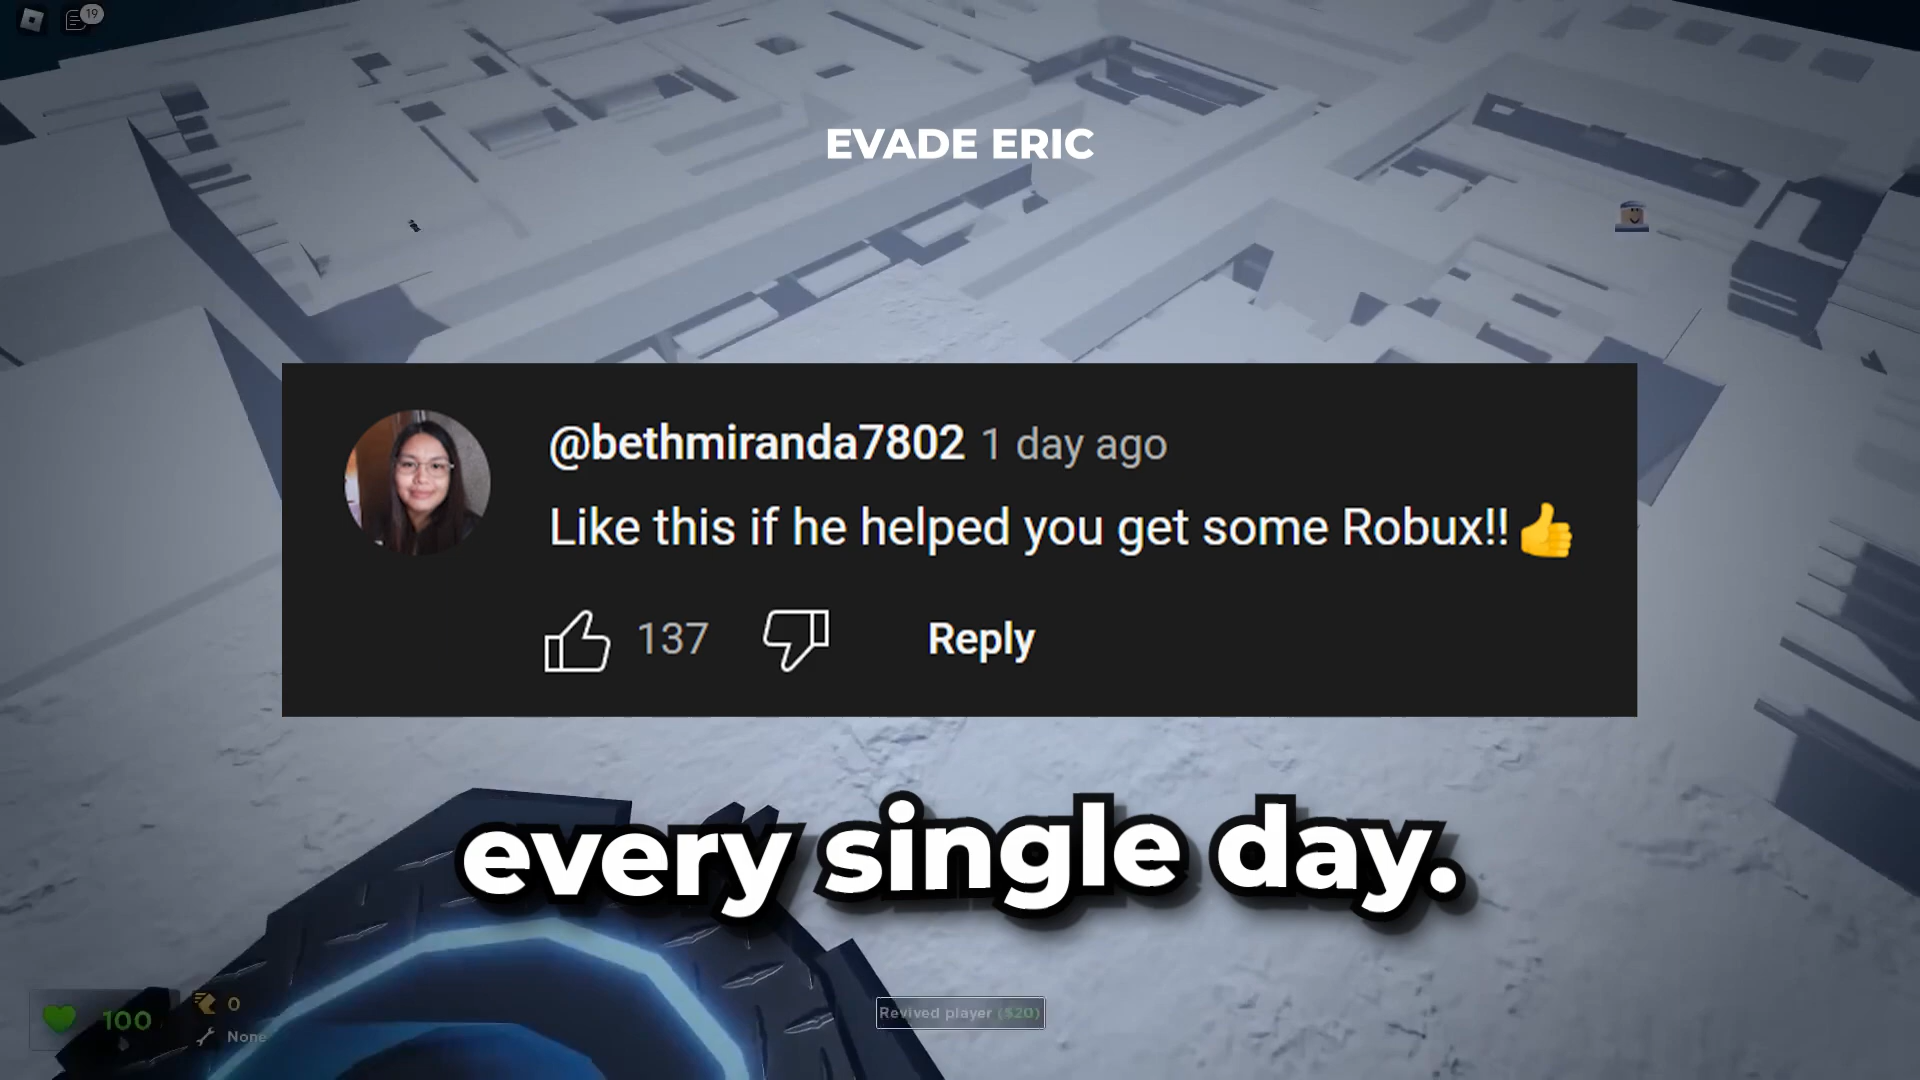 19
EVADE ERIC
@bethmiranda7802 1 day ago
Like this if he helped you get some Robux!! 👍
137 Reply
every single day.
100
0
None
Revived player ($20)